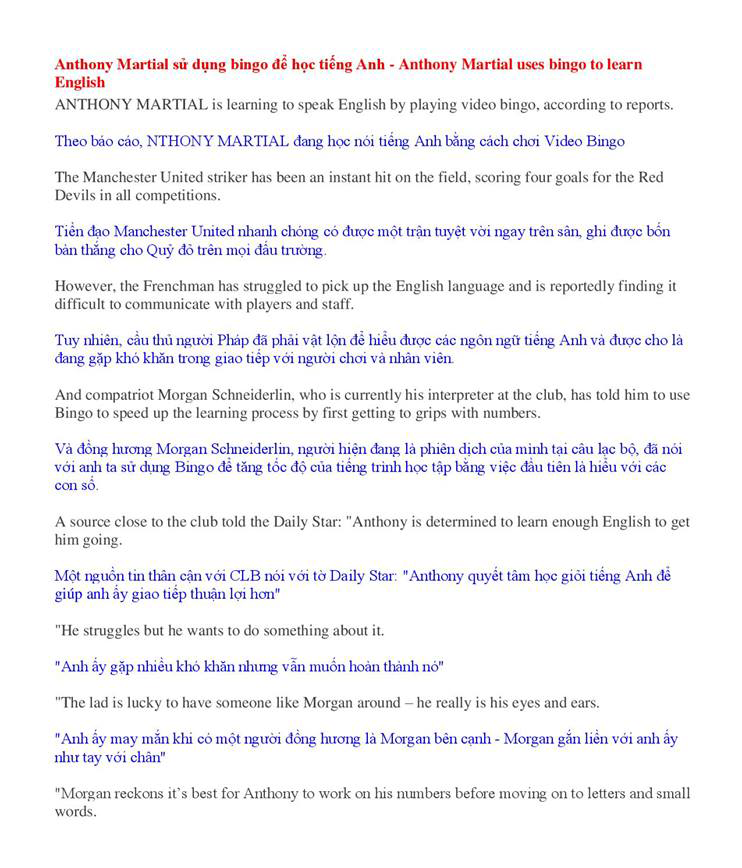 Anthony Martial sử dụng bingo để học tiếng Anh - Anthony Martial uses bingo to learn
English
ANTHONY MARTIAL is learning to speak English by playing video bingo, according to reports.
Theo báo cáo, NTHONY MARTIAL đang học nói tiếng Anh bằng cách chơi Video Bingo
The Manchester United striker has been an instant hit on the field, scoring four goals for the Red
Devils in all competitions.
Tiền đạo Manchester United nhanh chóng có được một trận tuyệt vời ngay trên sân, ghi được bốn
bàn thắng cho Quỷ đỏ trên mọi đấu trường.
However, the Frenchman has struggled to pick up the English language and is reportedly finding it
difficult to communicate with players and staff.
Tuy nhiên, cầu thủ người Pháp đã phải vật lộn để hiểu được các ngôn ngữ tiếng Anh và được cho là
đang gặp khó khăn trong giao tiếp với người chơi và nhân viên.
And compatriot Morgan Schneiderlin, who is currently his interpreter at the club, has told him to use
Bingo to speed up the learning process by first getting to grips with numbers.
Và đồng hương Morgan Schneiderlin, người hiện đang là phiên dịch của mình tại câu lạc bộ, đã nói
với anh ta sử dụng Bingo để tăng tốc độ của tiếng trình học tập bằng việc đầu tiên là hiểu với các
con số.
A source close to the club told the Daily Star: "Anthony is determined to learn enough English to get
him going.
Một nguồn tin thân cận với CLB nói với tờ Daily Star: "Anthony quyết tâm học giỏi tiếng Anh để
giúp anh ấy giao tiếp thuận lợi hơn"
"He struggles but he wants to do something about it.
"Anh ấy gặp nhiều khó khăn nhưng vẫn muốn hoàn thành nó"
"The lad is lucky to have someone like Morgan around – he really is his eyes and ears.
"Anh ấy may mắn khi có một người đồng hương là Morgan bên cạnh - Morgan gắn liền với anh ấy
như tay với chân"
"Morgan reckons it’s best for Anthony to work on his numbers before moving on to letters and small
words.